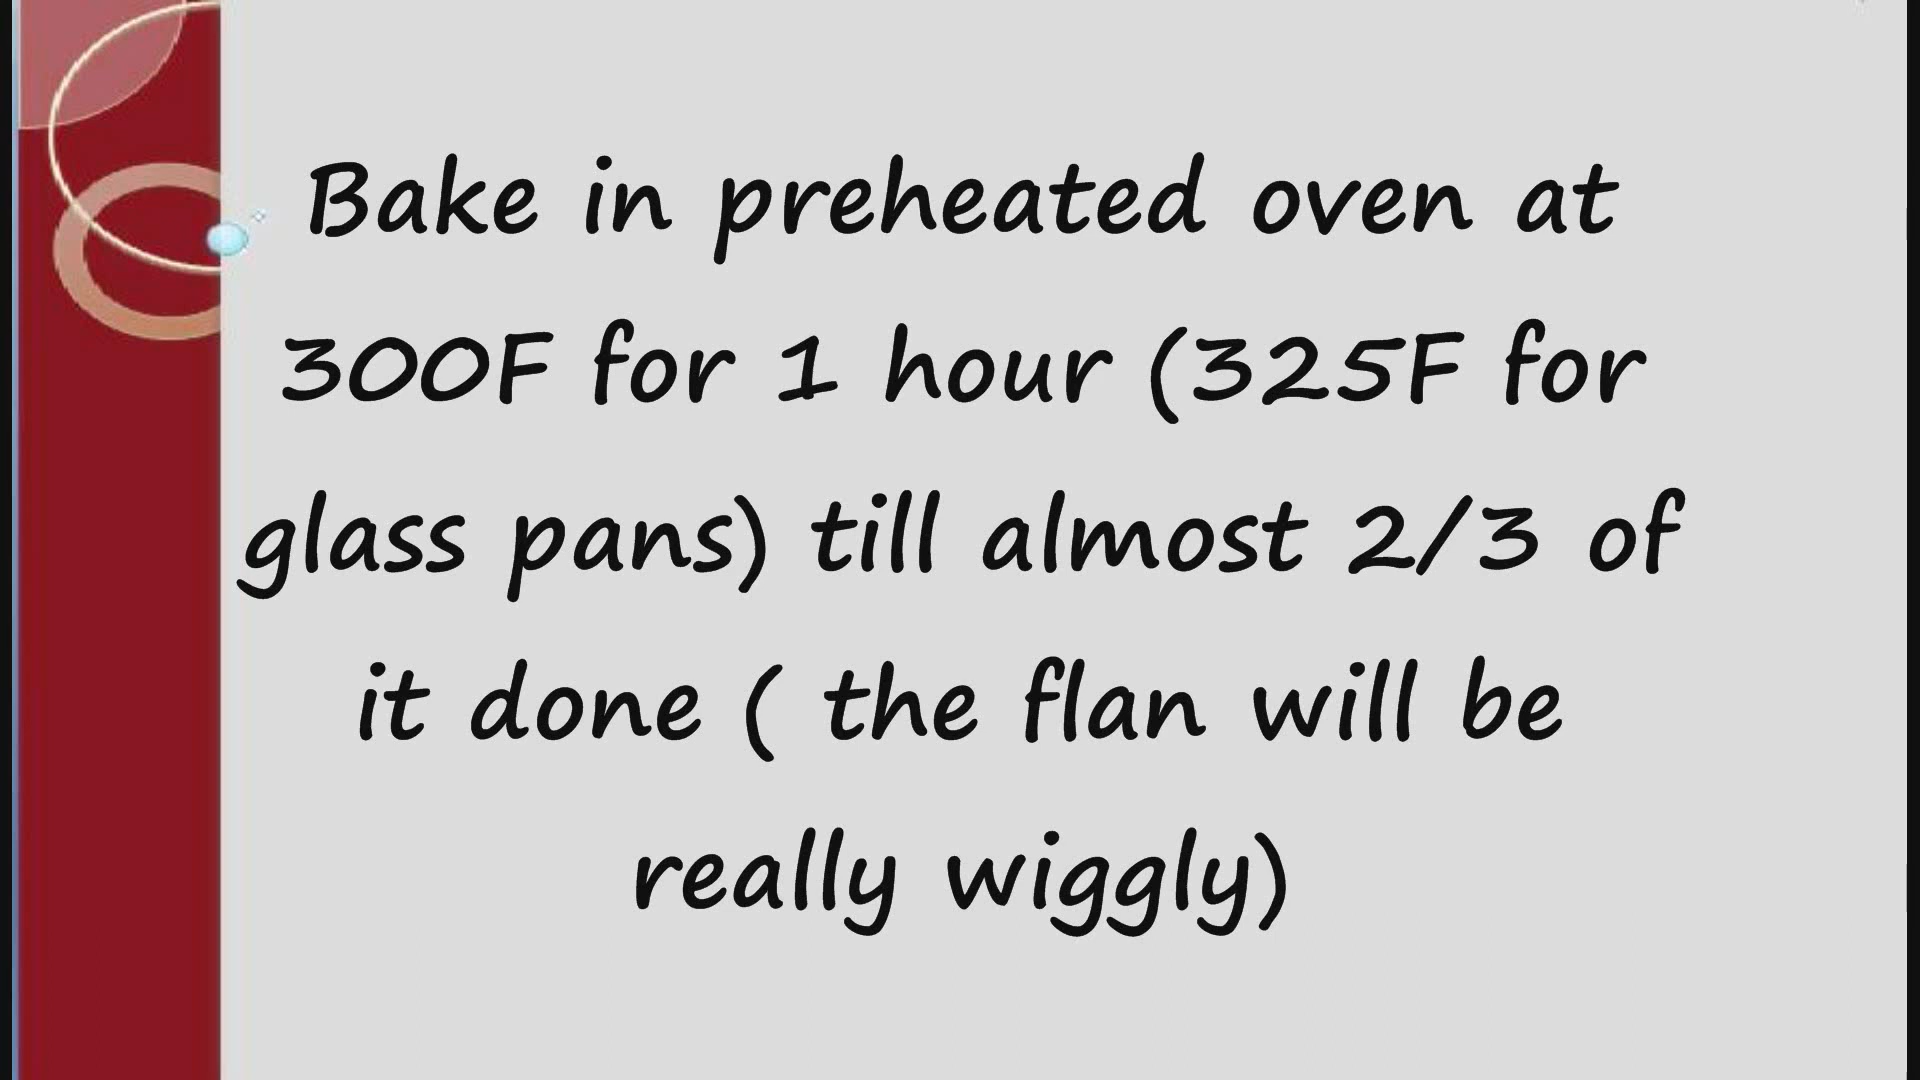 Bake in preheated oven at
300F for 1 hour (325F for
glass pans) till almost 2/3 of
it done ( the flan will be
really wiggly)